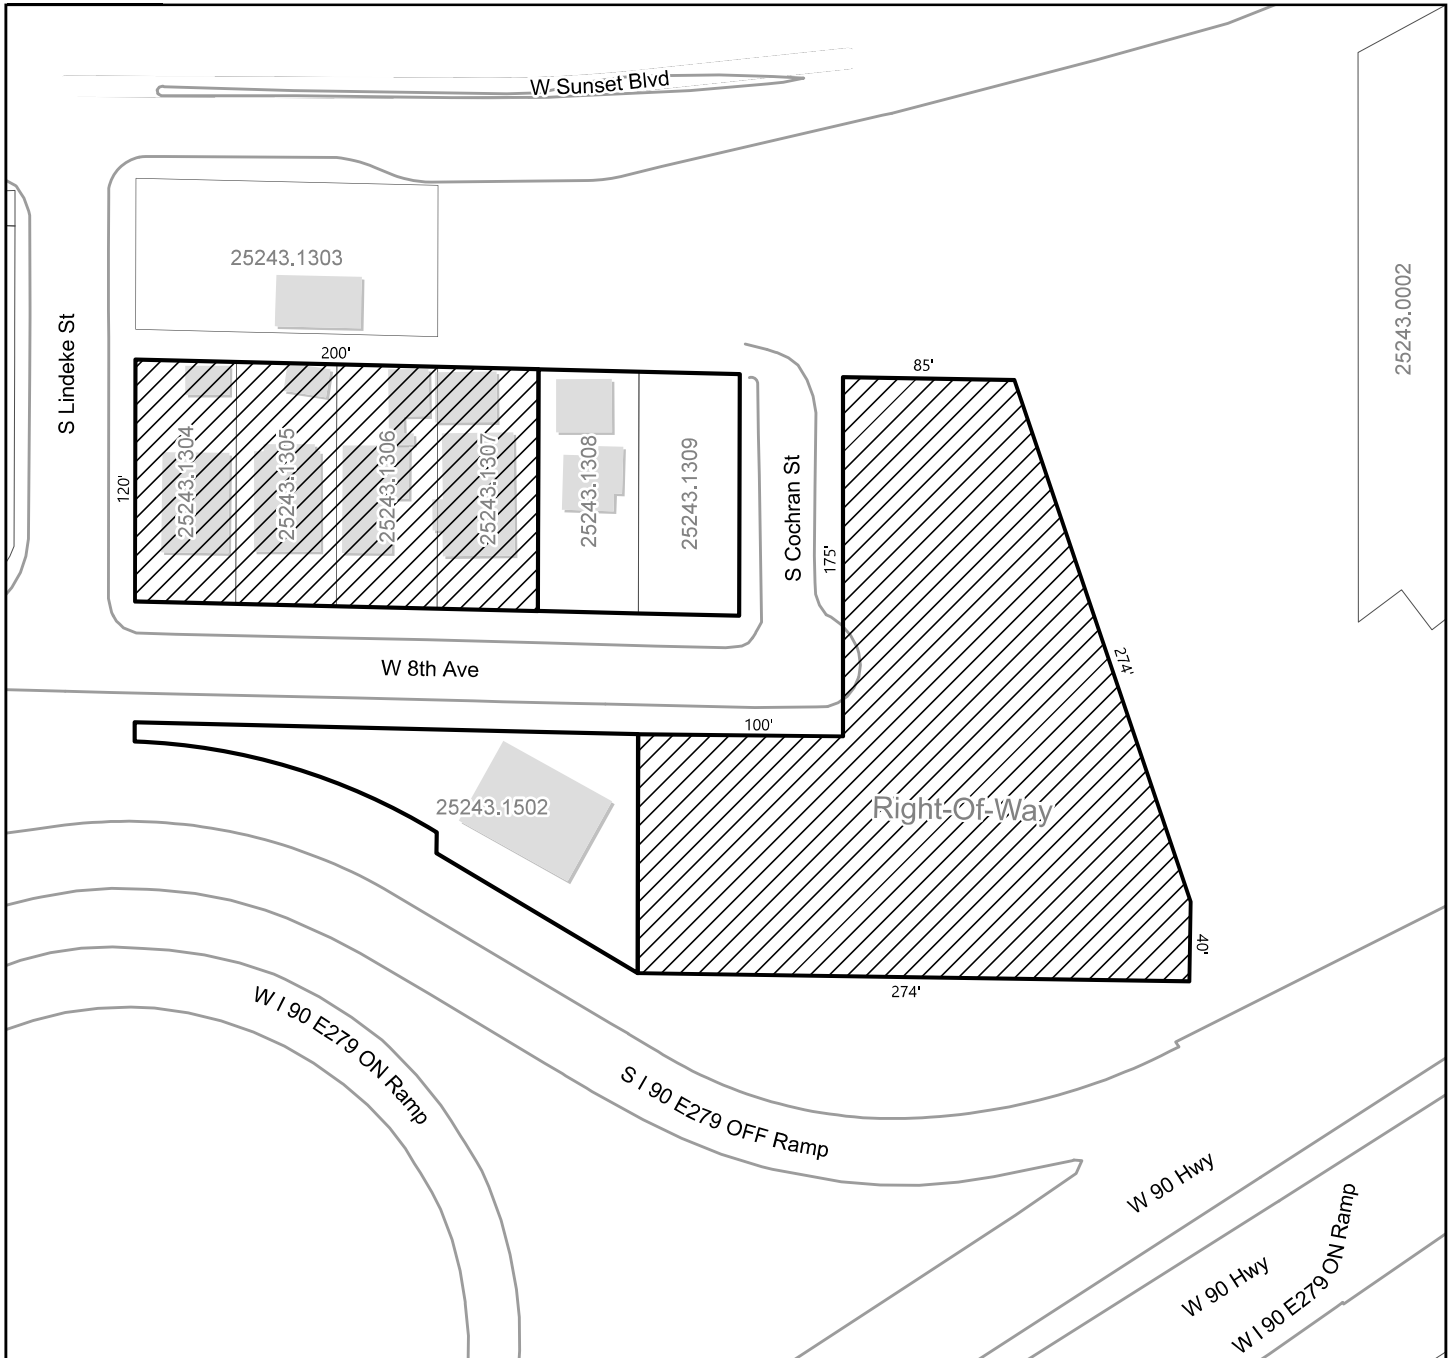 W Sunset Blvd
25243.1303
25243.0002
S Lindeke St
200'
85'
120'
25243.1304
25243.1305
25243.1306
25243.1307
25243.1308
25243.1309
S Cochran St
175'
274'
W 8th Ave
100'
25243.1502
Right-Of-Way
40'
274'
W I 90 E279 ON Ramp
S I 90 E279 OFF Ramp
W 90 Hwy
W 90 Hwy
W I 90 E279 ON Ramp